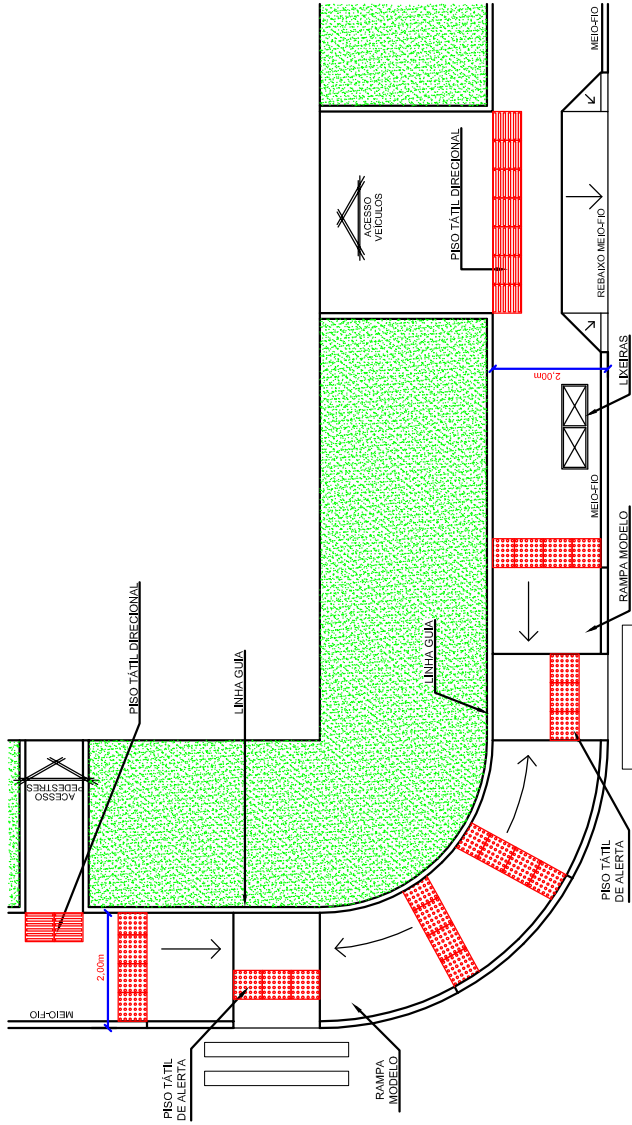 MEIO-FIO
ACESSO
VEÍCULOS
PISO TÁTIL DIRECIONAL
REBAIXO MEIO-FIO
LIXEIRAS
2,00m
MEIO-FIO
RAMPA MODELO
PISO TÁTIL DIRECIONAL
LINHA GUIA
LINHA GUIA
ACESSO
PEDESTRES
PISO TÁTIL
DE ALERTA
2,00m
MEIO-FIO
PISO TÁTIL
DE ALERTA
RAMPA
MODELO